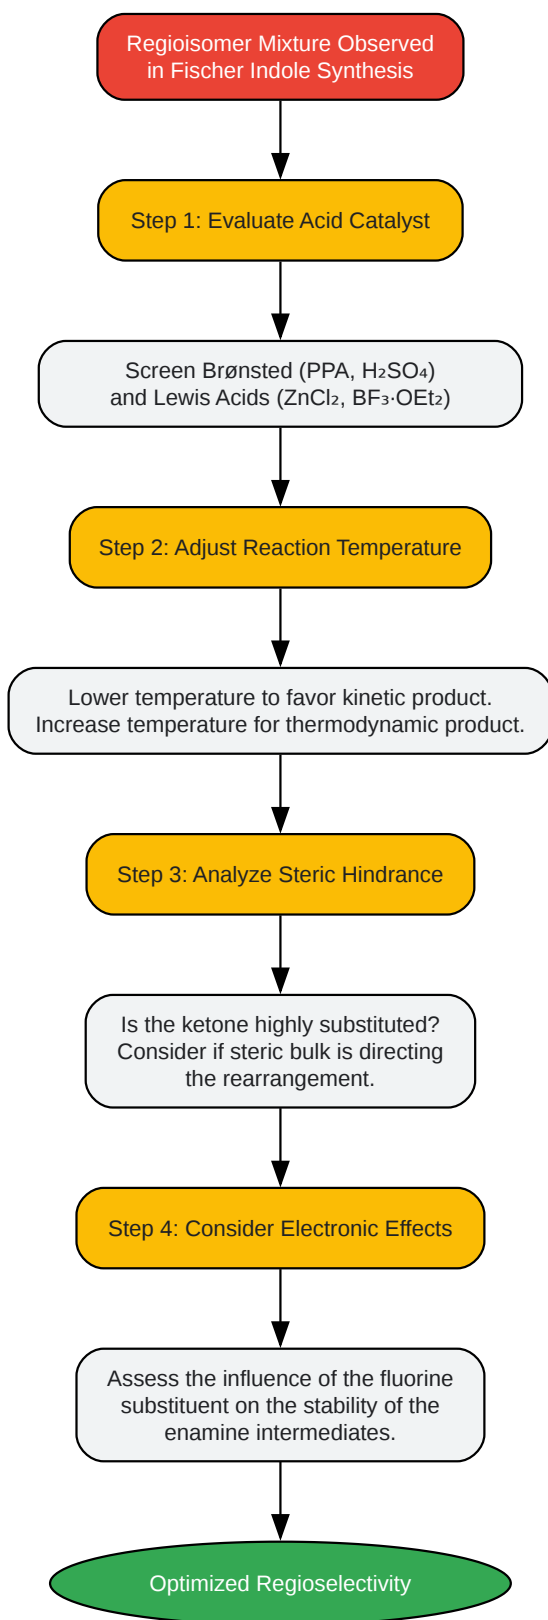 Regioisomer Mixture Observed
in Fischer Indole Synthesis
Step 1: Evaluate Acid Catalyst
Screen Brønsted (PPA, H₂SO₄)
and Lewis Acids (ZnCl₂, BF₃·OEt₂)
Step 2: Adjust Reaction Temperature
Lower temperature to favor kinetic product.
Increase temperature for thermodynamic product.
Step 3: Analyze Steric Hindrance
Is the ketone highly substituted?
Consider if steric bulk is directing
the rearrangement.
Step 4: Consider Electronic Effects
Assess the influence of the fluorine
substituent on the stability of the
enamine intermediates.
Optimized Regioselectivity